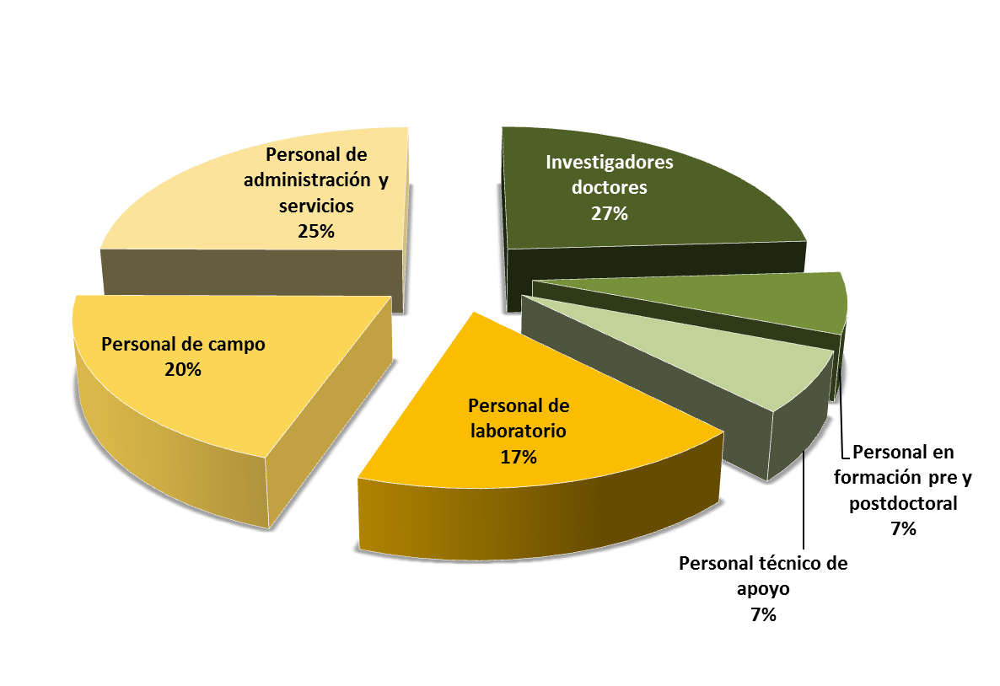 Personal de
administración y
servicios
25%
Investigadores
doctores
27%
Personal de campo
20%
Personal de
laboratorio
17%
Personal en
formación pre y
postdoctoral
7%
Personal técnico de
apoyo
7%